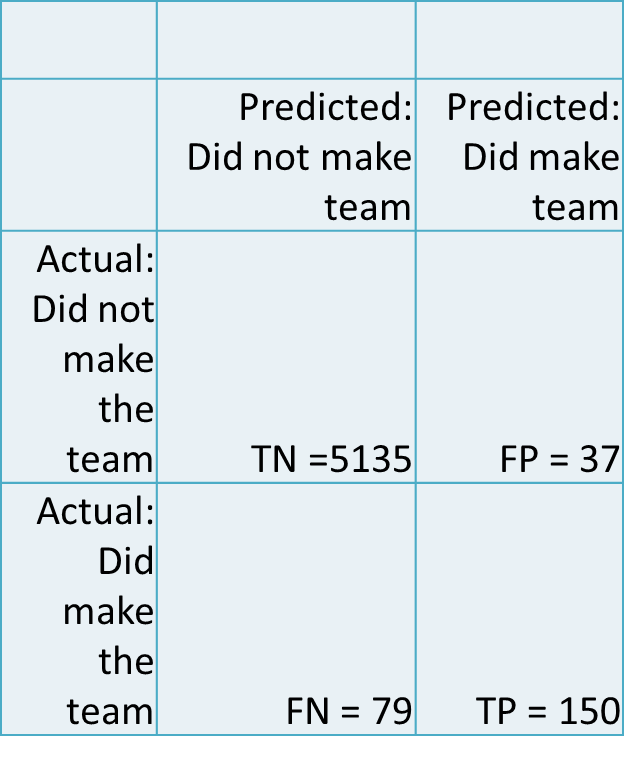 Predicted:
Did not make
team
Predicted:
Did make
team
Actual:
Did not
make
the
team
TN =5135
FP = 37
Actual:
Did
make
the
team
FN = 79
TP = 150